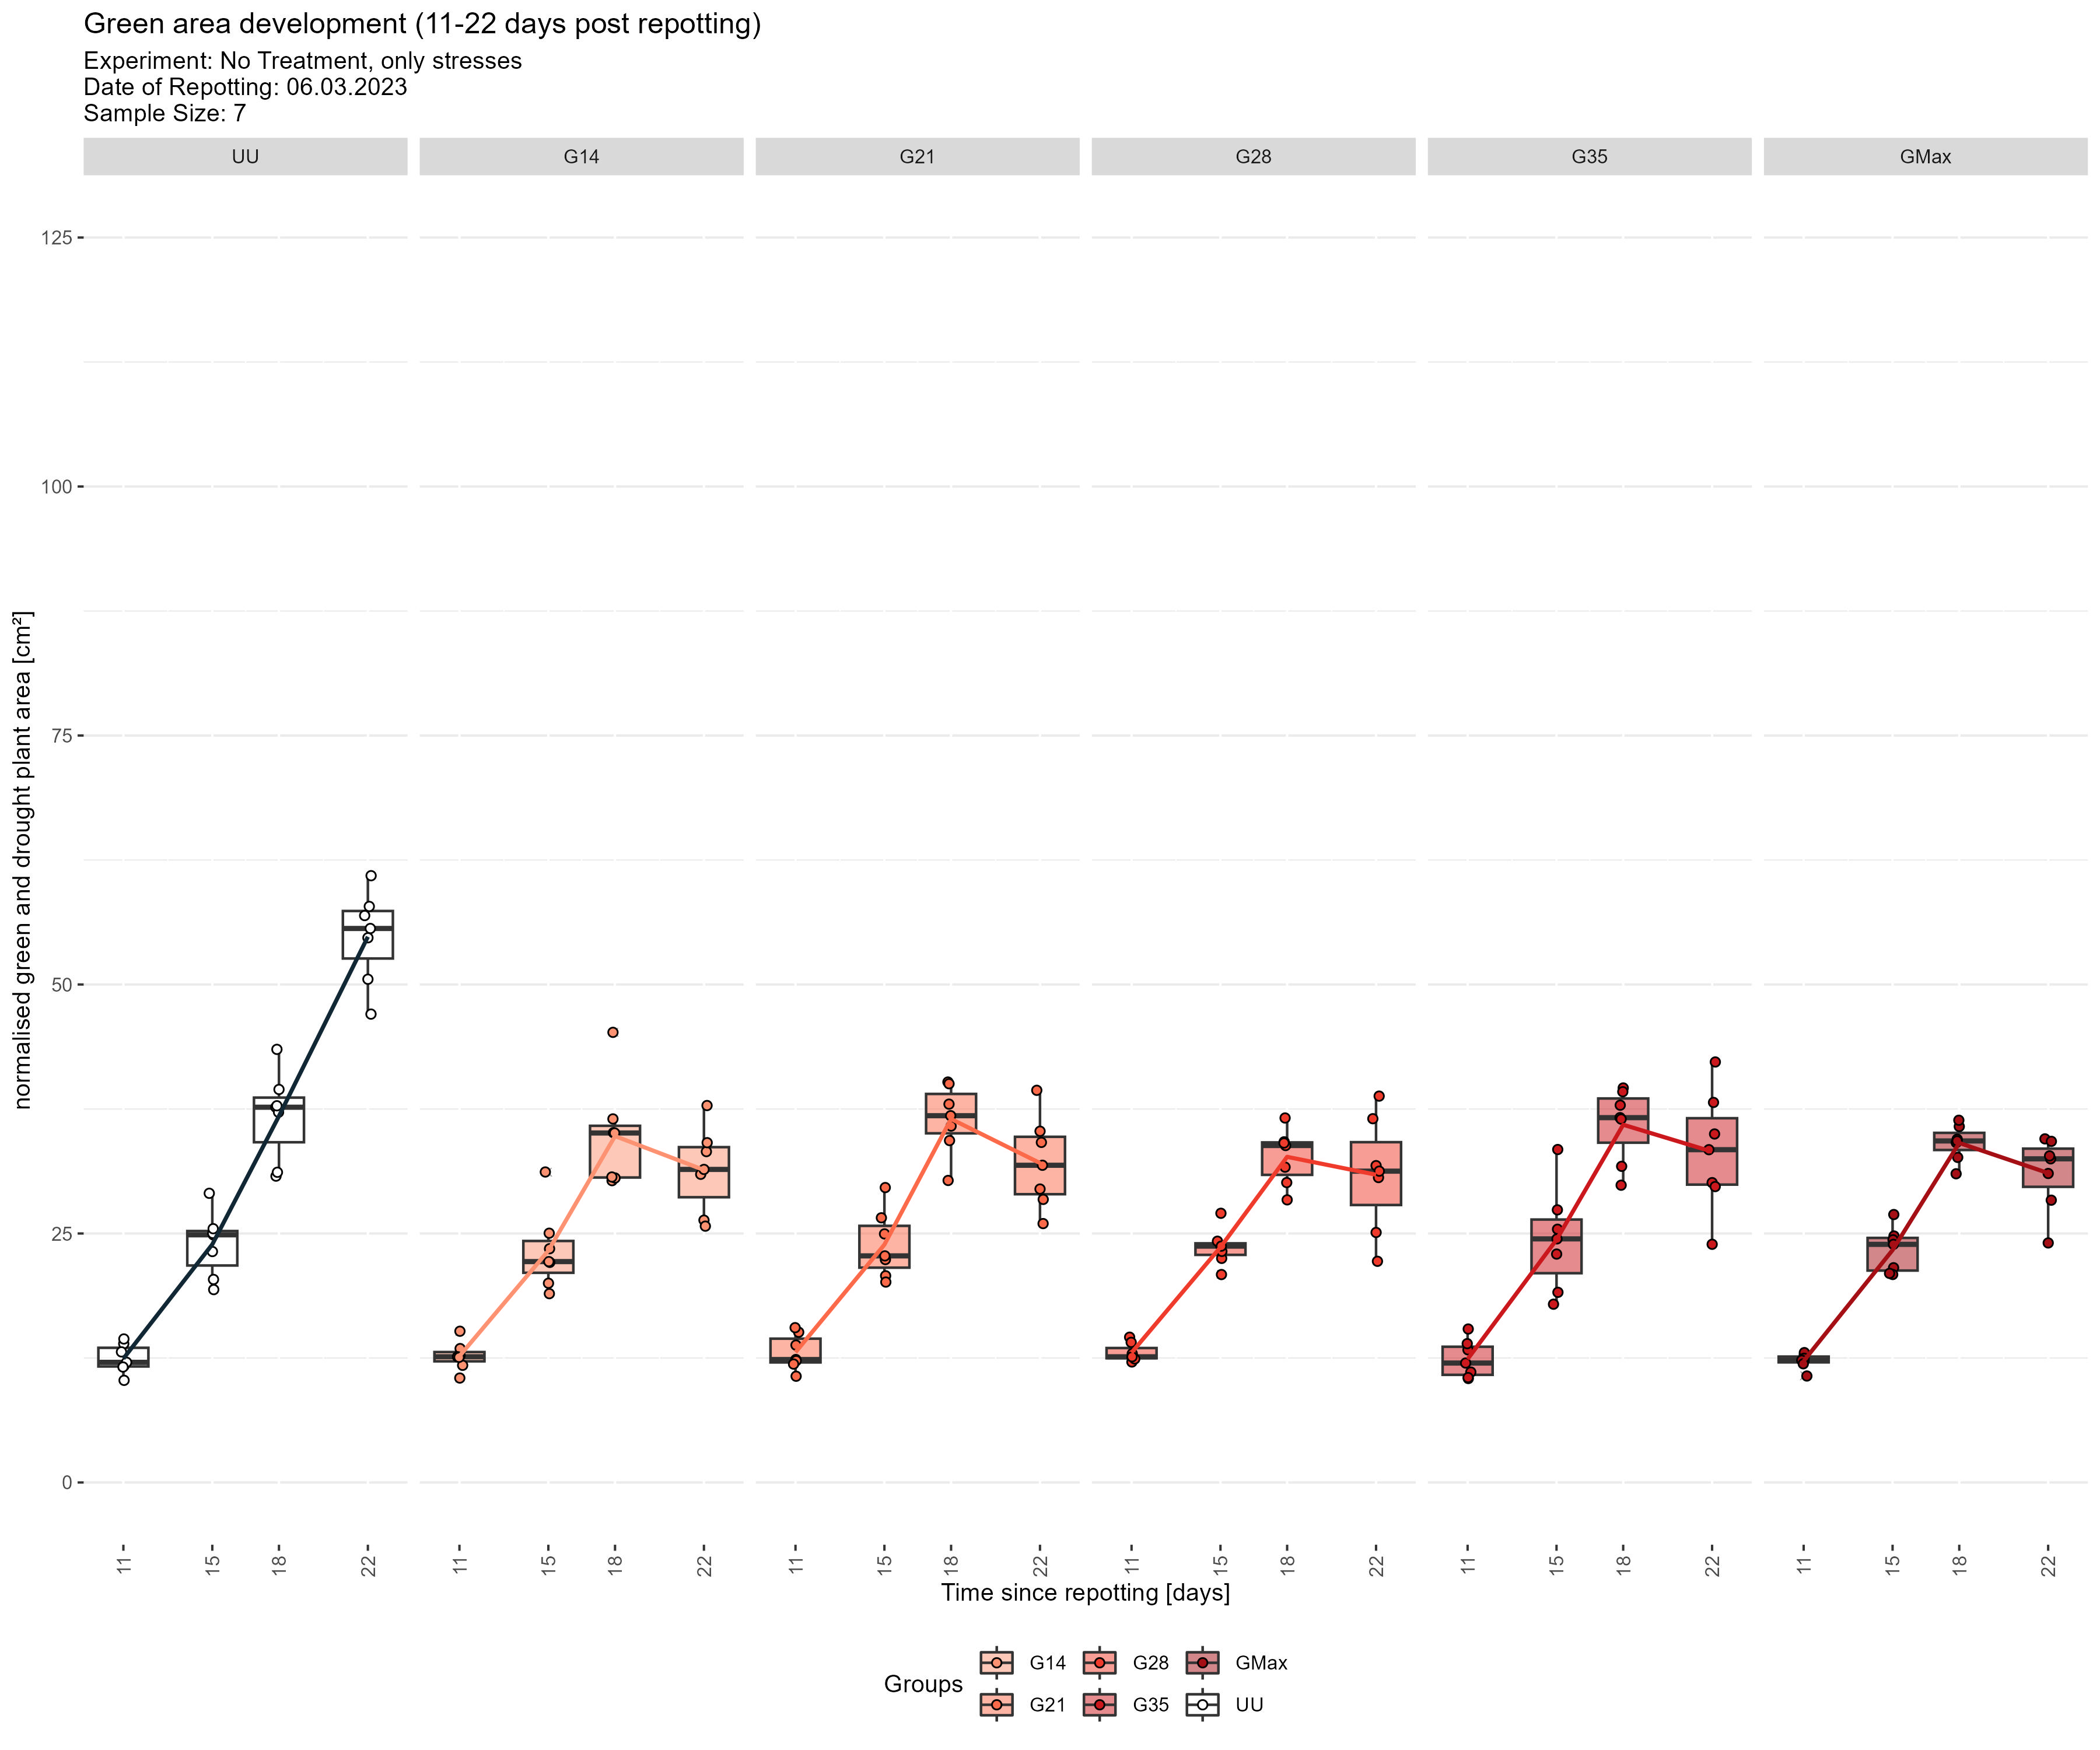 Green area development (11-22 days post repotting)
Experiment: No Treatment, only stresses
Date of Repotting: 06.03.2023
Sample Size: 7
UU G14 G21 G28 G35 GMax
125
100
75
50
25
0
normalised green and drought plant area [cm²]
11 15 18 22 11 15 18 22 11 15 18 22 11 15 18 22 11 15 18 22 11 15 18 22
Time since repotting [days]
Groups
G14 G28 GMax
G21 G35 UU